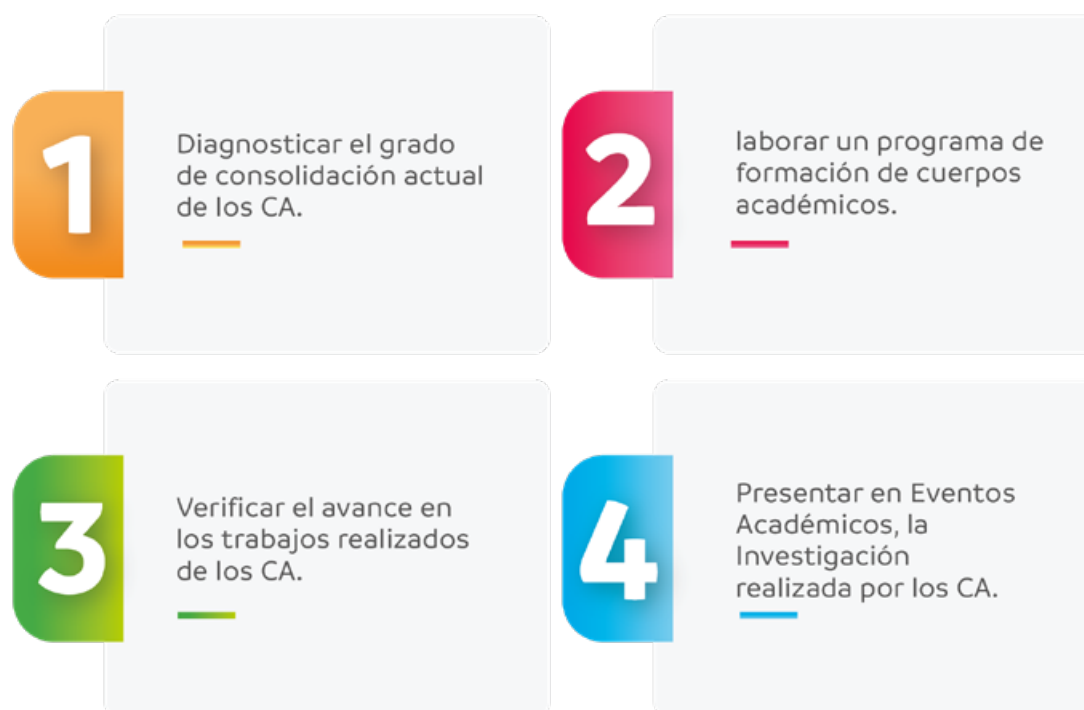 1
Diagnosticar el grado
de consolidación actual
de los CA.
2
laborar un programa de
formación de cuerpos
académicos.
3
Verificar el avance en
los trabajos realizados
de los CA.
4
Presentar en Eventos
Académicos, la
Investigación
realizada por los CA.